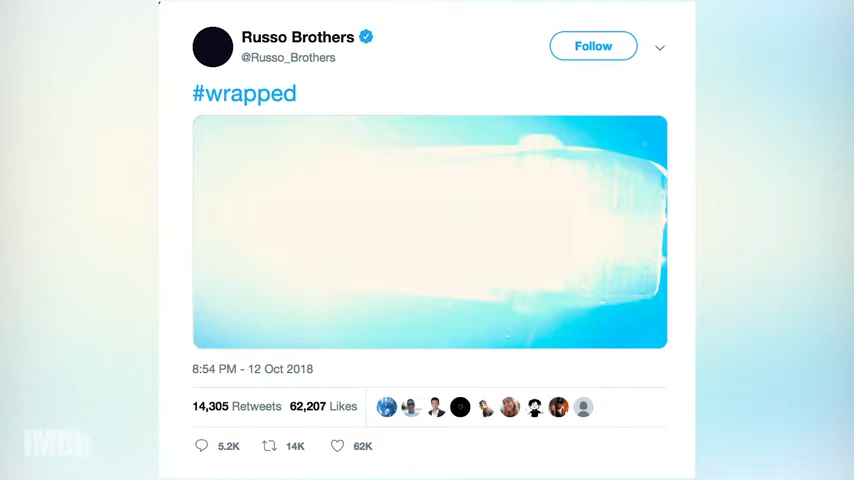 Russo Brothers
@Russo_Brothers
Follow
#wrapped
8:54 PM - 12 Oct 2018
14,305 Retweets 62,207 Likes
5.2K 14K 62K
IMDb